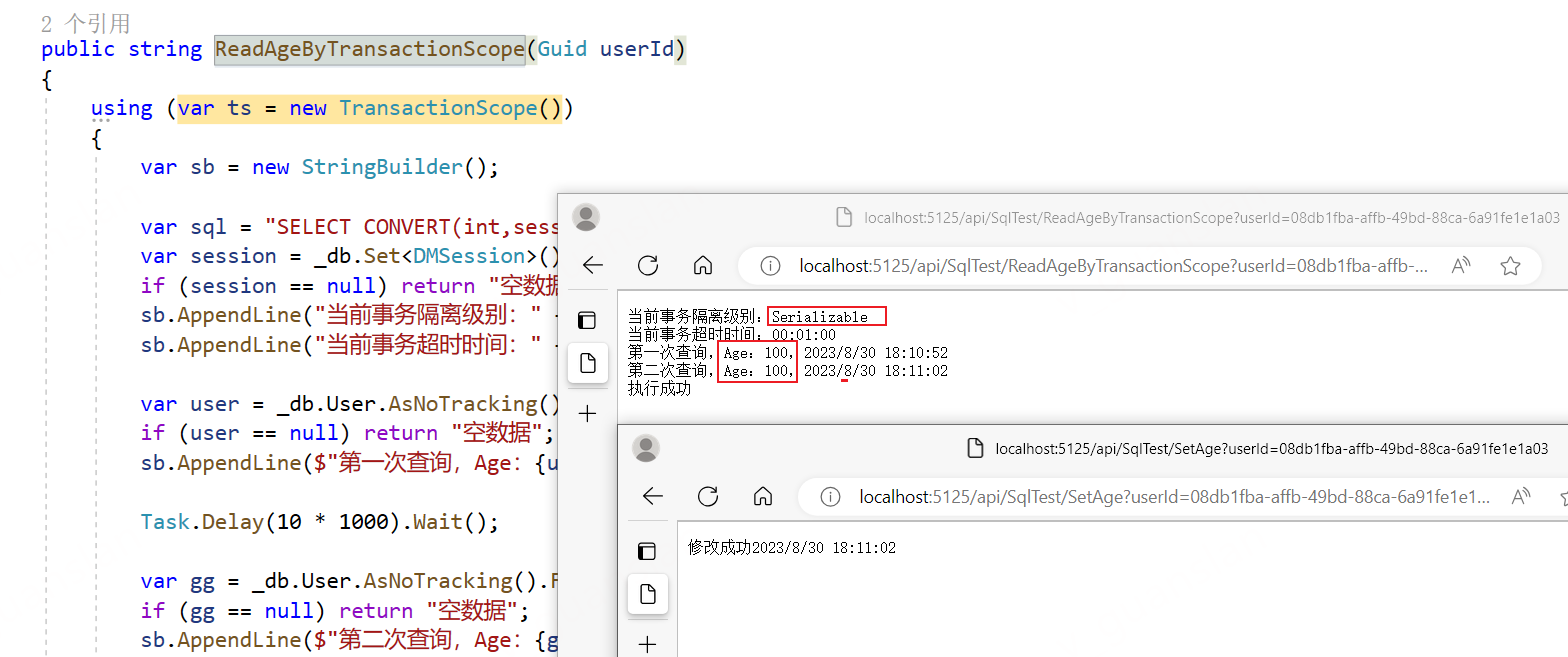 2 个引用
public string ReadAgeByTransactionScope(Guid userId)
{
using (var ts = new TransactionScope())
{
var sb = new StringBuilder();
var sql = "SELECT CONVERT(int,sess
var session = _db.Set<DMSession>()
if (session == null) return "空数据
sb.AppendLine("当前事务隔离级别："
sb.AppendLine("当前事务超时时间："
var user = _db.User.AsNoTracking()
if (user == null) return "空数据";
sb.AppendLine($"第一次查询，Age：{u
Task.Delay(10 * 1000).Wait();
var gg = _db.User.AsNoTracking().F
if (gg == null) return "空数据";
sb.AppendLine($"第二次查询，Age：{g
localhost:5125/api/SqlTest/ReadAgeByTransactionScope?userId=08db1fba-affb-49bd-88ca-6a91fe1e1a03
localhost:5125/api/SqlTest/ReadAgeByTransactionScope?userId=08db1fba-affb-...
当前事务隔离级别：Serializable
当前事务超时时间：00:01:00
第一次查询，Age：100，2023/8/30 18:10:52
第二次查询，Age：100，2023/8/30 18:11:02
执行成功
localhost:5125/api/SqlTest/SetAge?userId=08db1fba-affb-49bd-88ca-6a91fe1e1a03
localhost:5125/api/SqlTest/SetAge?userId=08db1fba-affb-49bd-88ca-6a91fe1e1...
修改成功2023/8/30 18:11:02